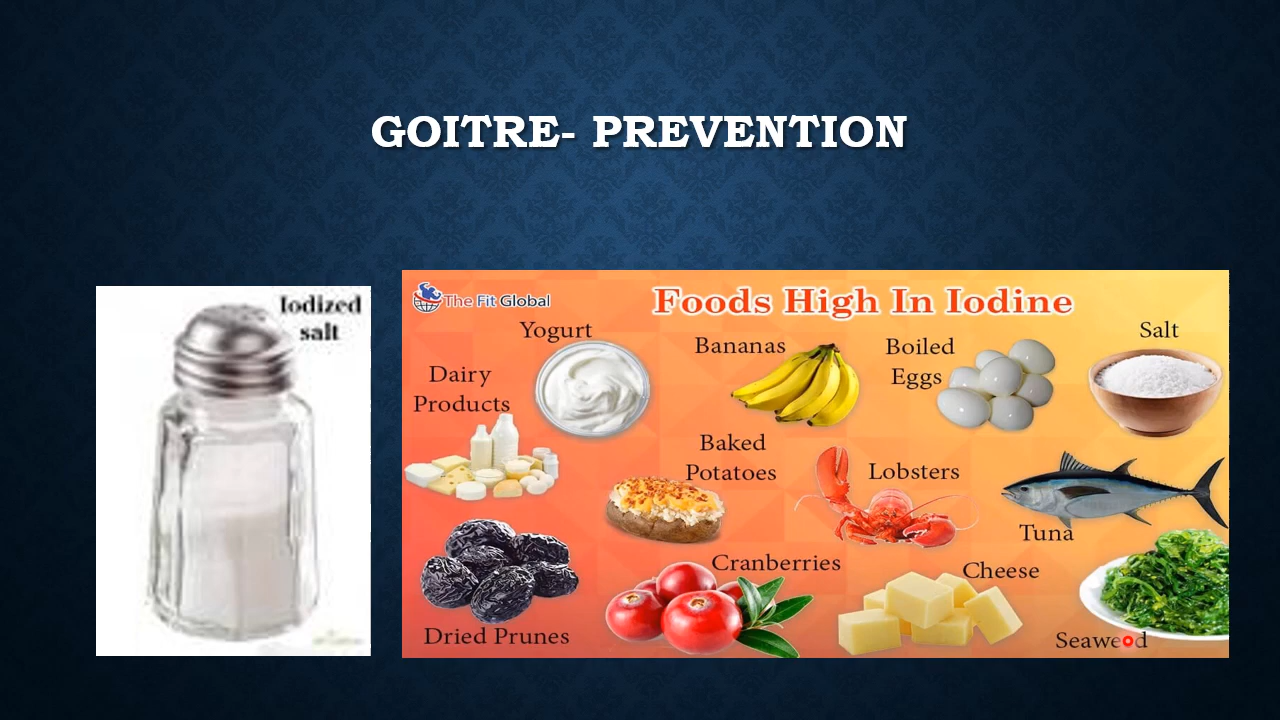 GOITRE- PREVENTION
Iodized
salt
The Fit Global
Foods High In Iodine
Yogurt
Bananas
Boiled
Eggs
Salt
Dairy
Products
Baked
Potatoes
Lobsters
Tuna
Cranberries
Cheese
Dried Prunes
Seaweed